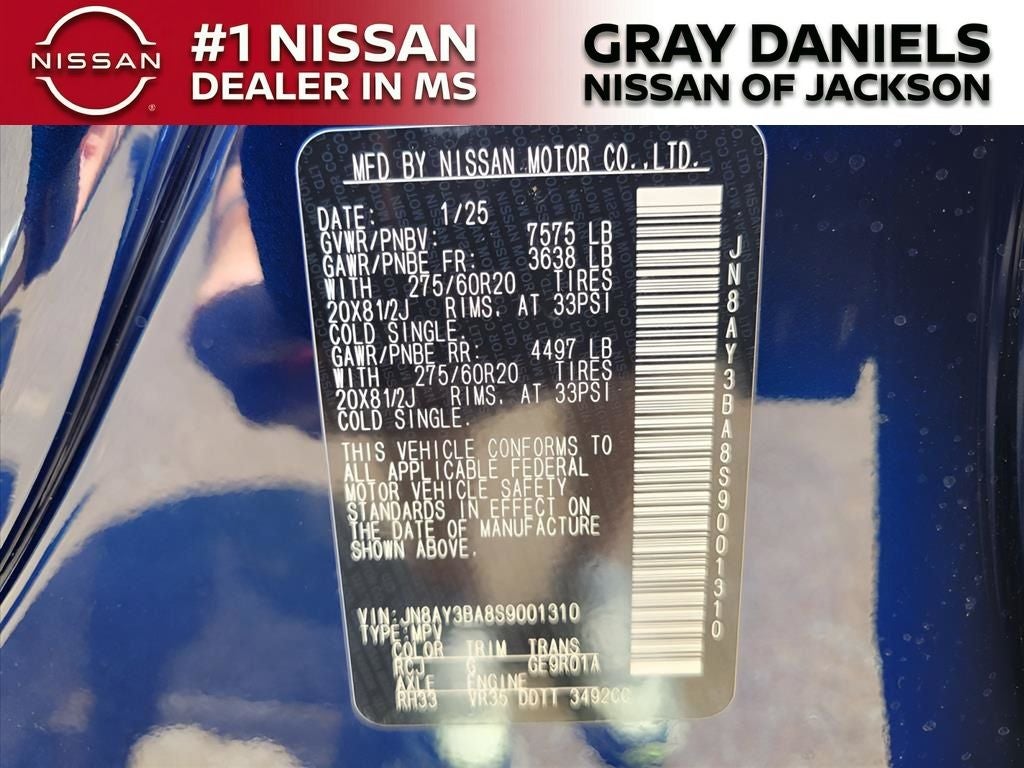 NISSAN
#1 NISSAN
DEALER IN MS
GRAY DANIELS
NISSAN OF JACKSON
MFD BY NISSAN MOTOR CO.,LTD.
DATE: 1/25
GVWR/PNBV: 7575 LB
GAWR/PNBE FR: 3638 LB
WITH 275/60R20 TIRES
20X81/2J RIMS, AT 33PSI
COLD SINGLE.
GAWR/PNBE RR: 4497 LB
WITH 275/60R20 TIRES
20X81/2J RIMS, AT 33PSI
COLD SINGLE.
THIS VEHICLE CONFORMS TO
ALL APPLICABLE FEDERAL
MOTOR VEHICLE SAFETY
STANDARDS IN EFFECT ON
THE DATE OF MANUFACTURE
SHOWN ABOVE.
VIN:JN8AY3BA8S9001310
TYPE:MPV
COLOR TRIM TRANS
RCJ G GE9R01A
AXLE ENGINE
RH33 VR35 DDTT 3492CC
JN8AY3BA8S9001310